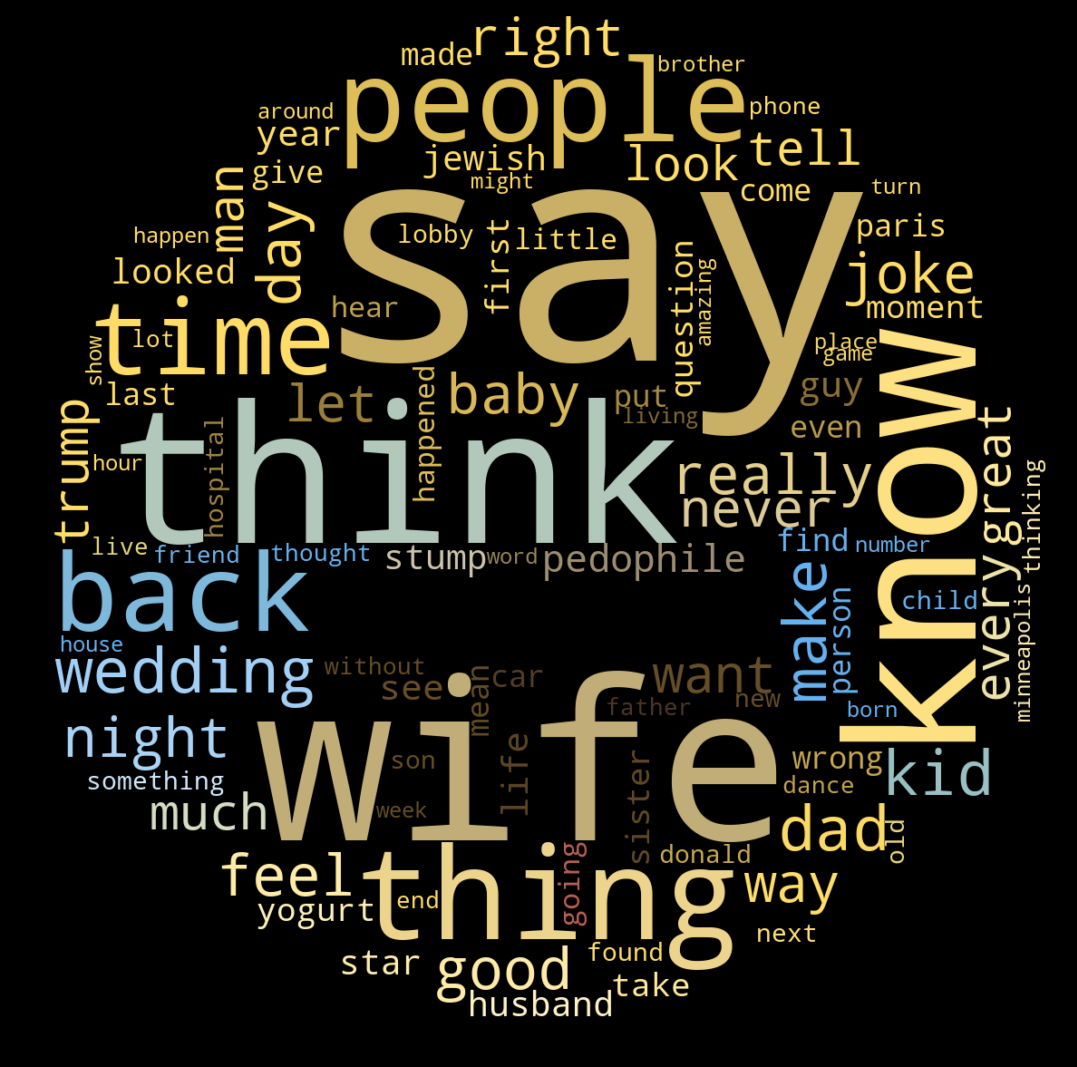 right
made
people
brother
phone
around
year
jewish
look
tell
give
might
come
turn
man
say
day
happen
lobby
first
little
paris
looked
question
amazing
joke
hear
moment
time
lot
show
place
game
know
last
let
baby
happened
put
guy
living
even
trump
think
hospital
great
hour
really
never
thinking
live
friend
thought
stump
word
pedophile
find
number
back
make
person
child
every
minneapolis
house
wedding
without
see
mean
car
want
father
new
born
night
wife
something
son
life
wrong
kid
much
week
sister
dance
dad
old
feel
thing
going
donald
way
yogurt
end
star
good
found
next
take
husband